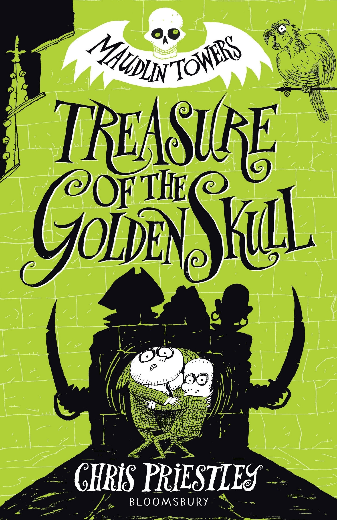 MAUDLIN TOWERS
TREASURE
OF THE
GOLDEN SKULL
CHRIS PRIESTLEY
BLOOMSBURY